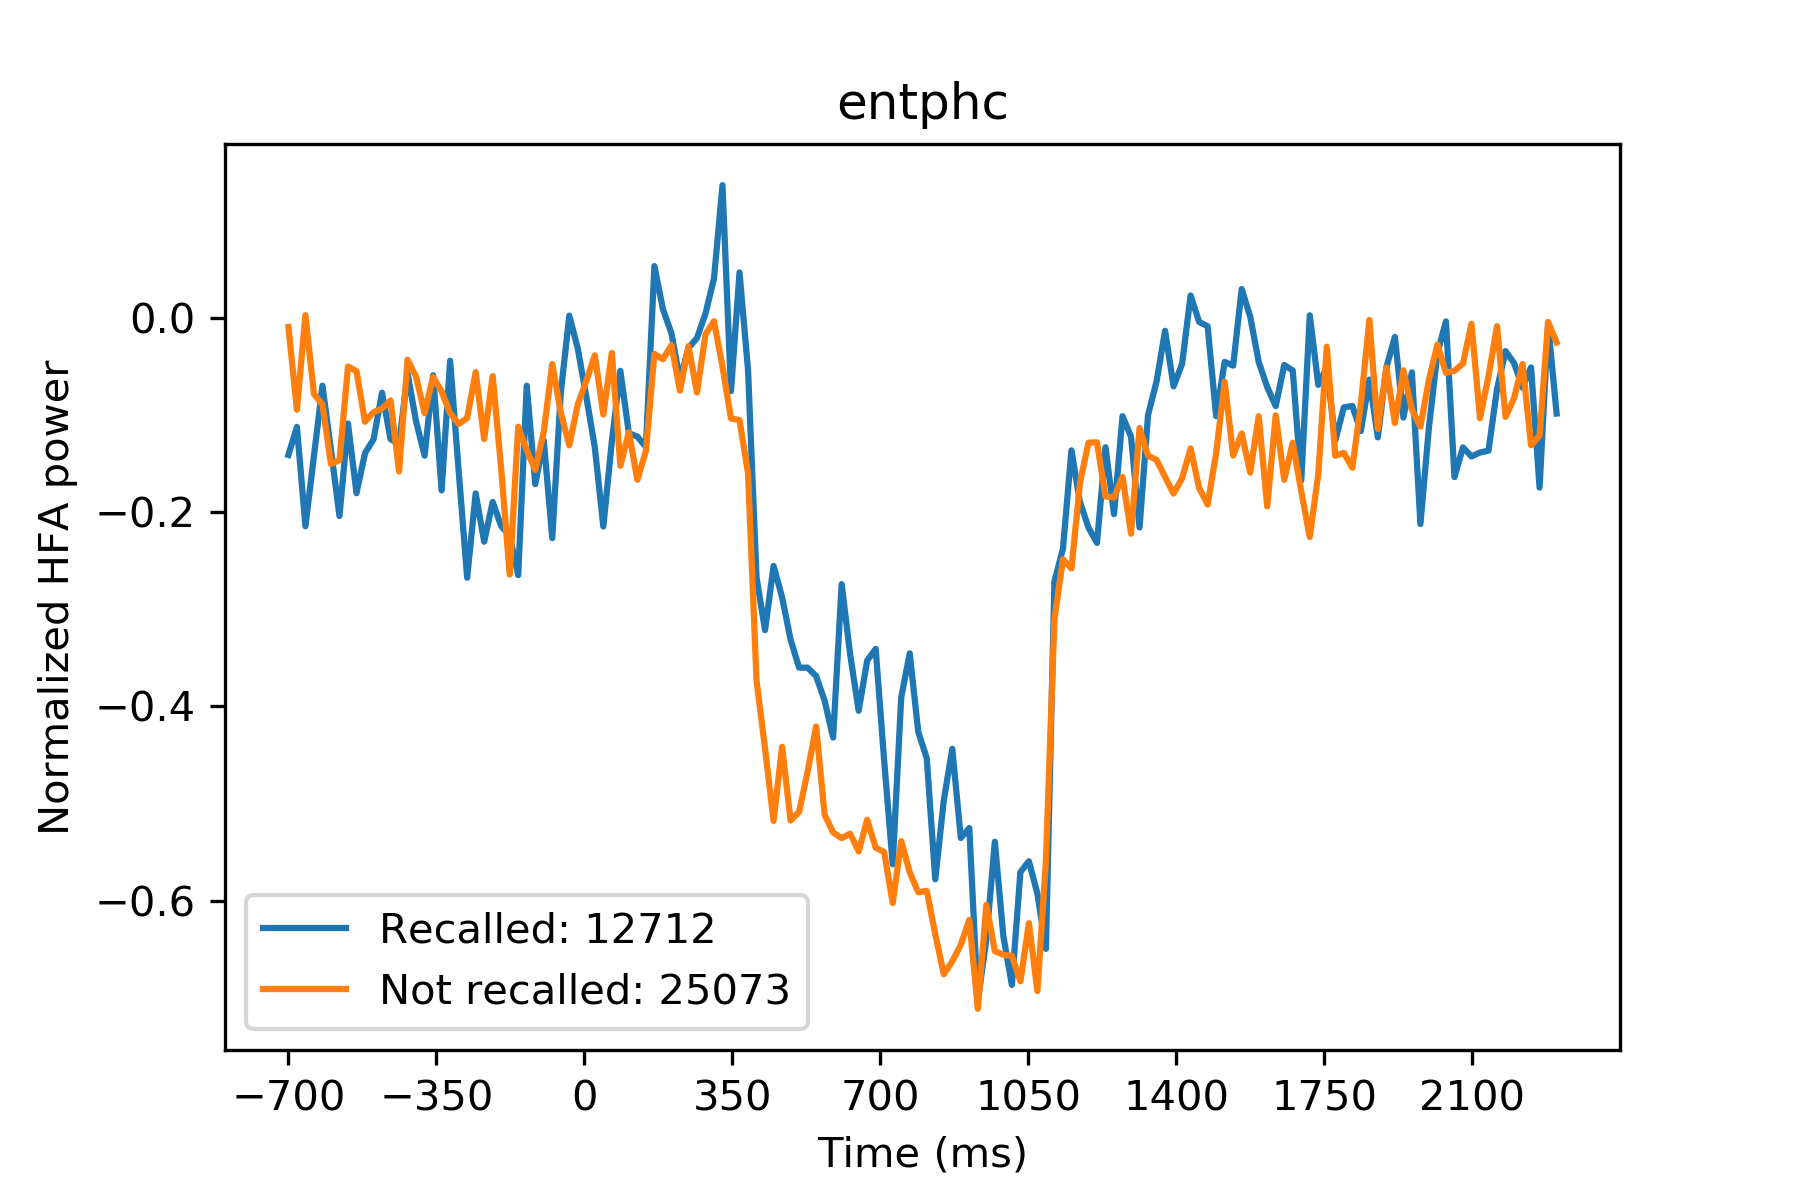 entphc
Normalized HFA power
0.0
−0.2
−0.4
−0.6
Recalled: 12712
Not recalled: 25073
−700 −350 0 350 700 1050 1400 1750 2100
Time (ms)